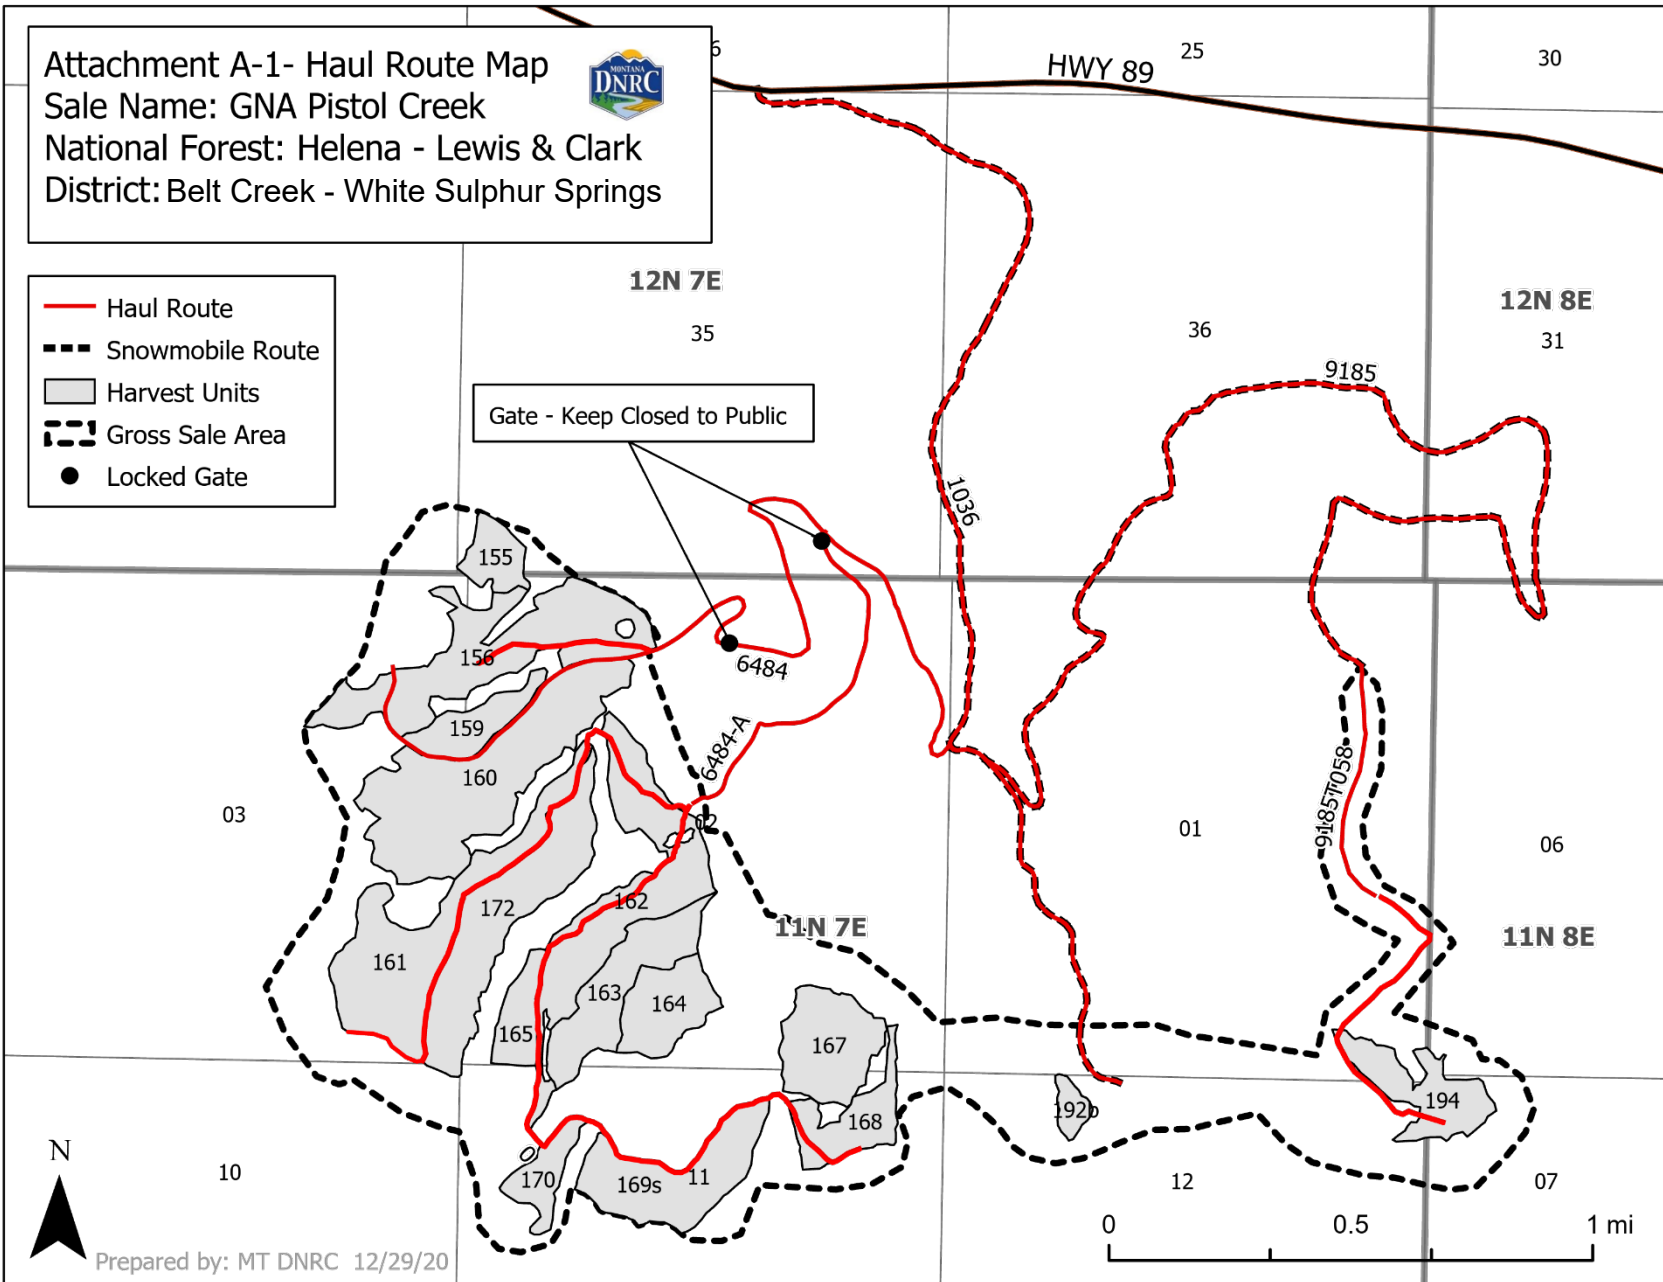 Attachment A-1- Haul Route Map
Sale Name: GNA Pistol Creek
National Forest: Helena - Lewis & Clark
District: Belt Creek - White Sulphur Springs
MONTANA
DNRC
6
25
30
HWY 89
Haul Route
Snowmobile Route
Harvest Units
Gross Sale Area
Locked Gate
12N 7E
35
36
12N 8E
31
9185
Gate - Keep Closed to Public
1036
155
156
6484
159
160
6484-A
03
02
01
9185T058
06
162
172
11N 7E
11N 8E
161
163
164
165
167
168
192b
194
170
169s
11
10
12
07
N
0 0.5 1 mi
Prepared by: MT DNRC 12/29/20